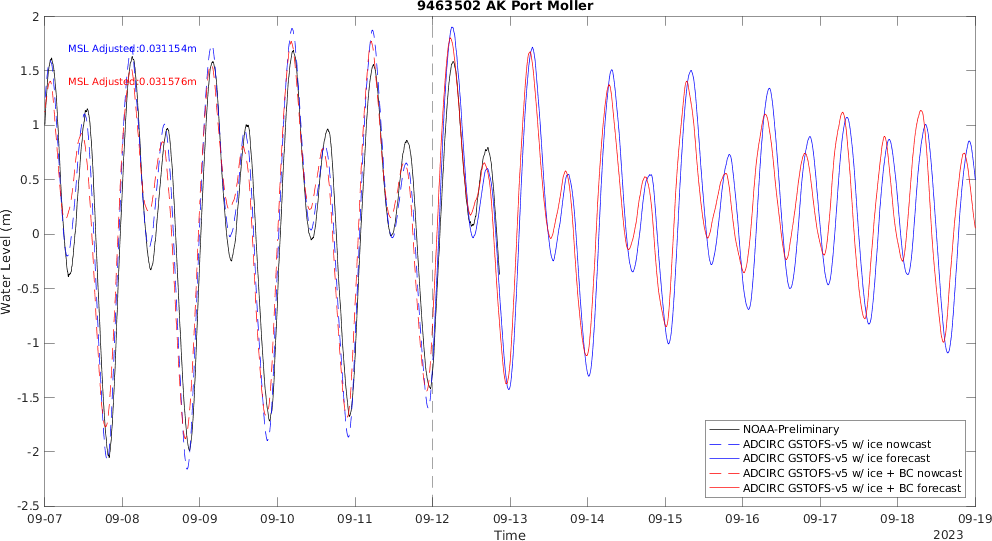 9463502 AK Port Moller
MSL Adjusted:0.031154m
MSL Adjusted:0.031576m
Water Level (m)
2
1.5
1
0.5
0
-0.5
-1
-1.5
-2
-2.5
NOAA-Preliminary
ADCIRC GSTOFS-v5 w/ ice nowcast
ADCIRC GSTOFS-v5 w/ ice forecast
ADCIRC GSTOFS-v5 w/ ice + BC nowcast
ADCIRC GSTOFS-v5 w/ ice + BC forecast
09-07 09-08 09-09 09-10 09-11 09-12 09-13 09-14 09-15 09-16 09-17 09-18 09-19
Time
2023